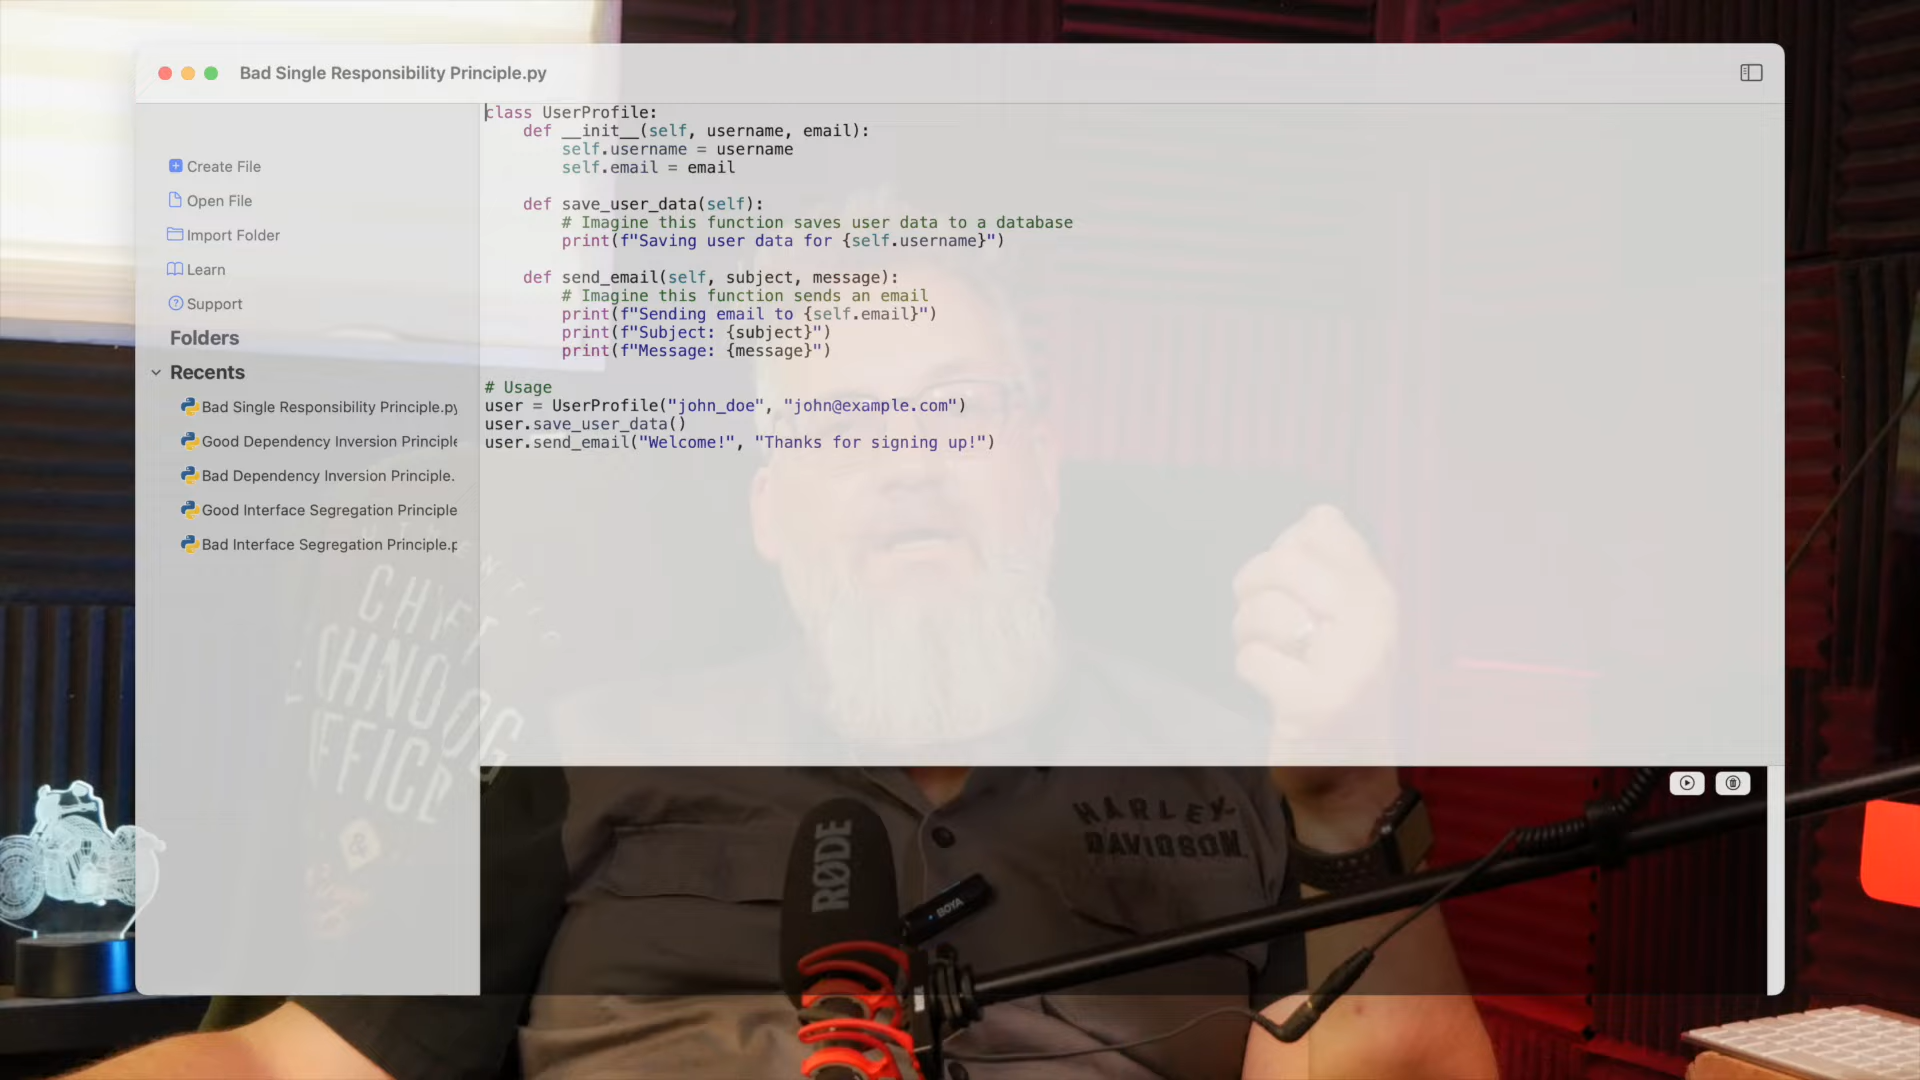 Bad Single Responsibility Principle.py
Create File
Open File
Import Folder
Learn
Support
Folders
Recents
Bad Single Responsibility Principle.py
Good Dependency Inversion Principle
Bad Dependency Inversion Principle.
Good Interface Segregation Principle
Bad Interface Segregation Principle.p
class UserProfile:
    def __init__(self, username, email):
        self.username = username
        self.email = email
    def save_user_data(self):
        # Imagine this function saves user data to a database
        print(f"Saving user data for {self.username}")
    def send_email(self, subject, message):
        # Imagine this function sends an email
        print(f"Sending email to {self.email}")
        print(f"Subject: {subject}")
        print(f"Message: {message}")
# Usage
user = UserProfile("john_doe", "john@example.com")
user.save_user_data()
user.send_email("Welcome!", "Thanks for signing up!")
HARLEY-
DAVIDSON
RØDE
BOYA